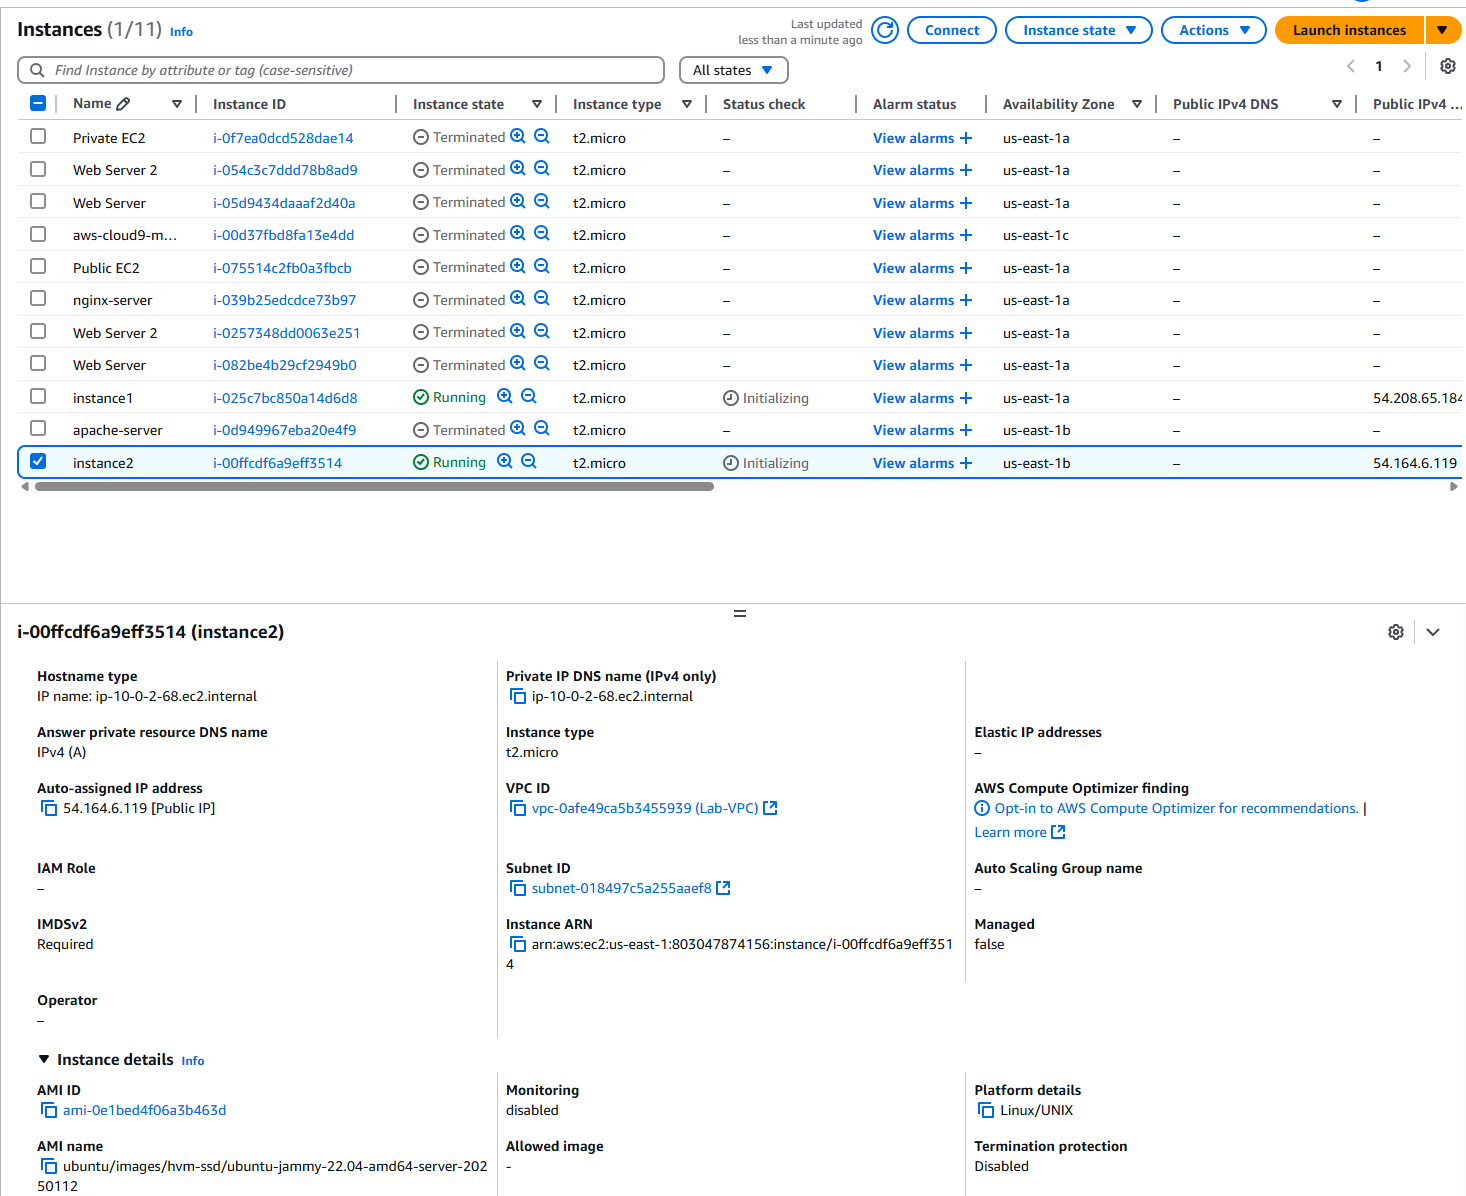 Instances (1/11) Info
Last updated
less than a minute ago
Connect
Instance state
Actions
Launch instances
Find Instance by attribute or tag (case-sensitive)
All states
1
Name Instance ID Instance state Instance type Status check Alarm status Availability Zone Public IPv4 DNS Public IPv4 ...
Private EC2 i-0f7ea0dcd528dae14 Terminated t2.micro – View alarms + us-east-1a – –
Web Server 2 i-054c3c7ddd78b8ad9 Terminated t2.micro – View alarms + us-east-1a – –
Web Server i-05d9434daaaf2d40a Terminated t2.micro – View alarms + us-east-1a – –
aws-cloud9-m... i-00d37fbd8fa13e4dd Terminated t2.micro – View alarms + us-east-1c – –
Public EC2 i-075514c2fb0a3fbcb Terminated t2.micro – View alarms + us-east-1a – –
nginx-server i-039b25edcdce73b97 Terminated t2.micro – View alarms + us-east-1a – –
Web Server 2 i-0257348dd0063e251 Terminated t2.micro – View alarms + us-east-1a – –
Web Server i-082be4b29cf2949b0 Terminated t2.micro – View alarms + us-east-1a – –
instance1 i-025c7bc850a14d6d8 Running t2.micro Initializing View alarms + us-east-1a – 54.208.65.184
apache-server i-0d949967eba20e4f9 Terminated t2.micro – View alarms + us-east-1b – –
instance2 i-00ffcdf6a9eff3514 Running t2.micro Initializing View alarms + us-east-1b – 54.164.6.119
i-00ffcdf6a9eff3514 (instance2)
Hostname type
IP name: ip-10-0-2-68.ec2.internal
Private IP DNS name (IPv4 only)
ip-10-0-2-68.ec2.internal
Answer private resource DNS name
IPv4 (A)
Instance type
t2.micro
Elastic IP addresses
–
Auto-assigned IP address
54.164.6.119 [Public IP]
VPC ID
vpc-0afe49ca5b3455939 (Lab-VPC)
AWS Compute Optimizer finding
Opt-in to AWS Compute Optimizer for recommendations. |
Learn more
IAM Role
–
Subnet ID
subnet-018497c5a255aaef8
Auto Scaling Group name
–
IMDSv2
Required
Instance ARN
arn:aws:ec2:us-east-1:803047874156:instance/i-00ffcdf6a9eff351
4
Managed
false
Operator
–
Instance details Info
AMI ID
ami-0e1bed4f06a3b463d
Monitoring
disabled
Platform details
Linux/UNIX
AMI name
ubuntu/images/hvm-ssd/ubuntu-jammy-22.04-amd64-server-202
50112
Allowed image
-
Termination protection
Disabled